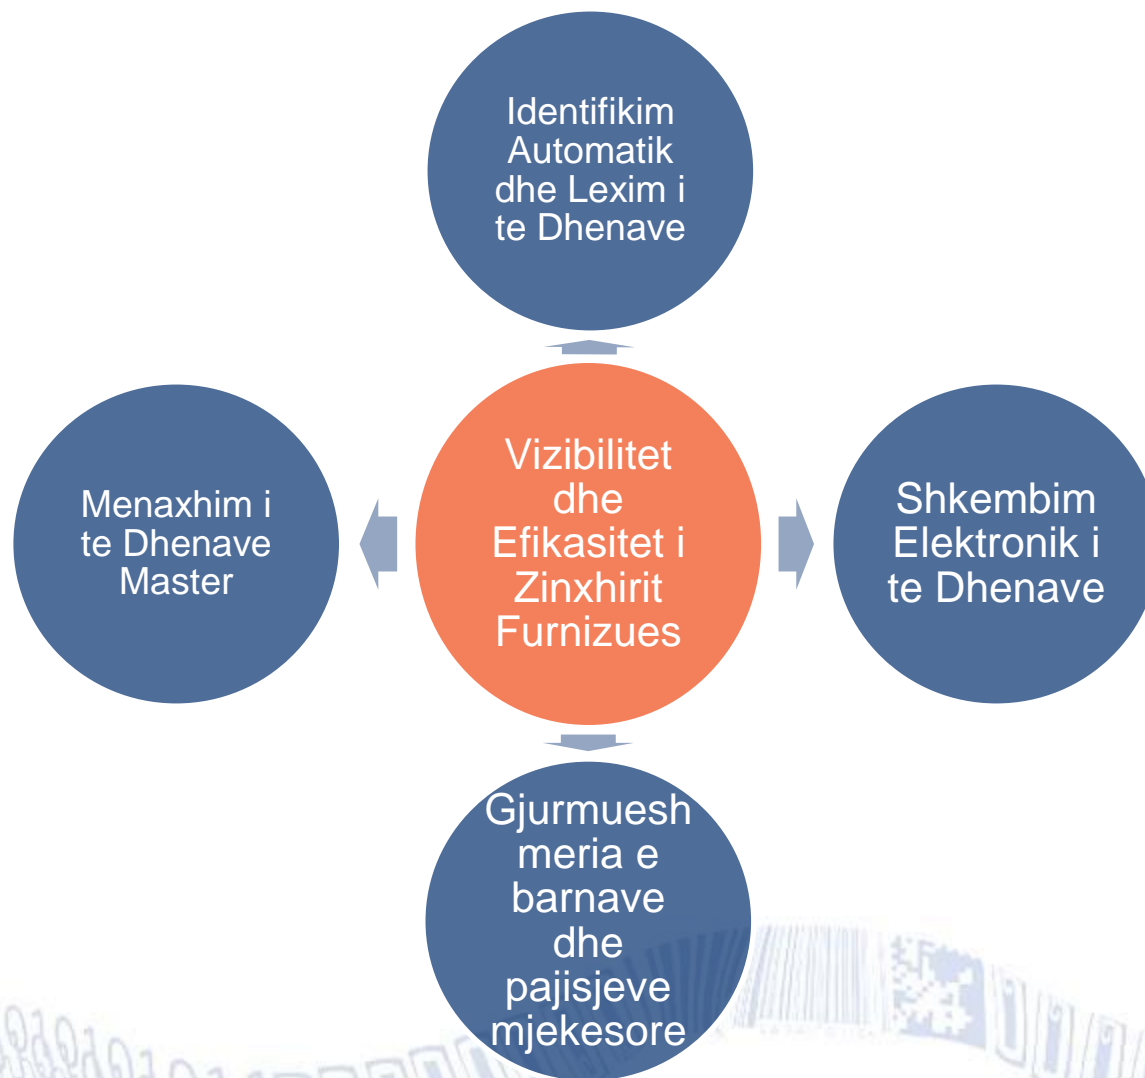 Identifikim
Automatik
dhe Lexim i
te Dhenave
Menaxhim i
te Dhenave
Master
Vizibilitet
dhe
Efikasitet i
Zinxhirit
Furnizues
Shkembim
Elektronik i
te Dhenave
Gjurmuesh
meria e
barnave
dhe
pajisjeve
mjekesore